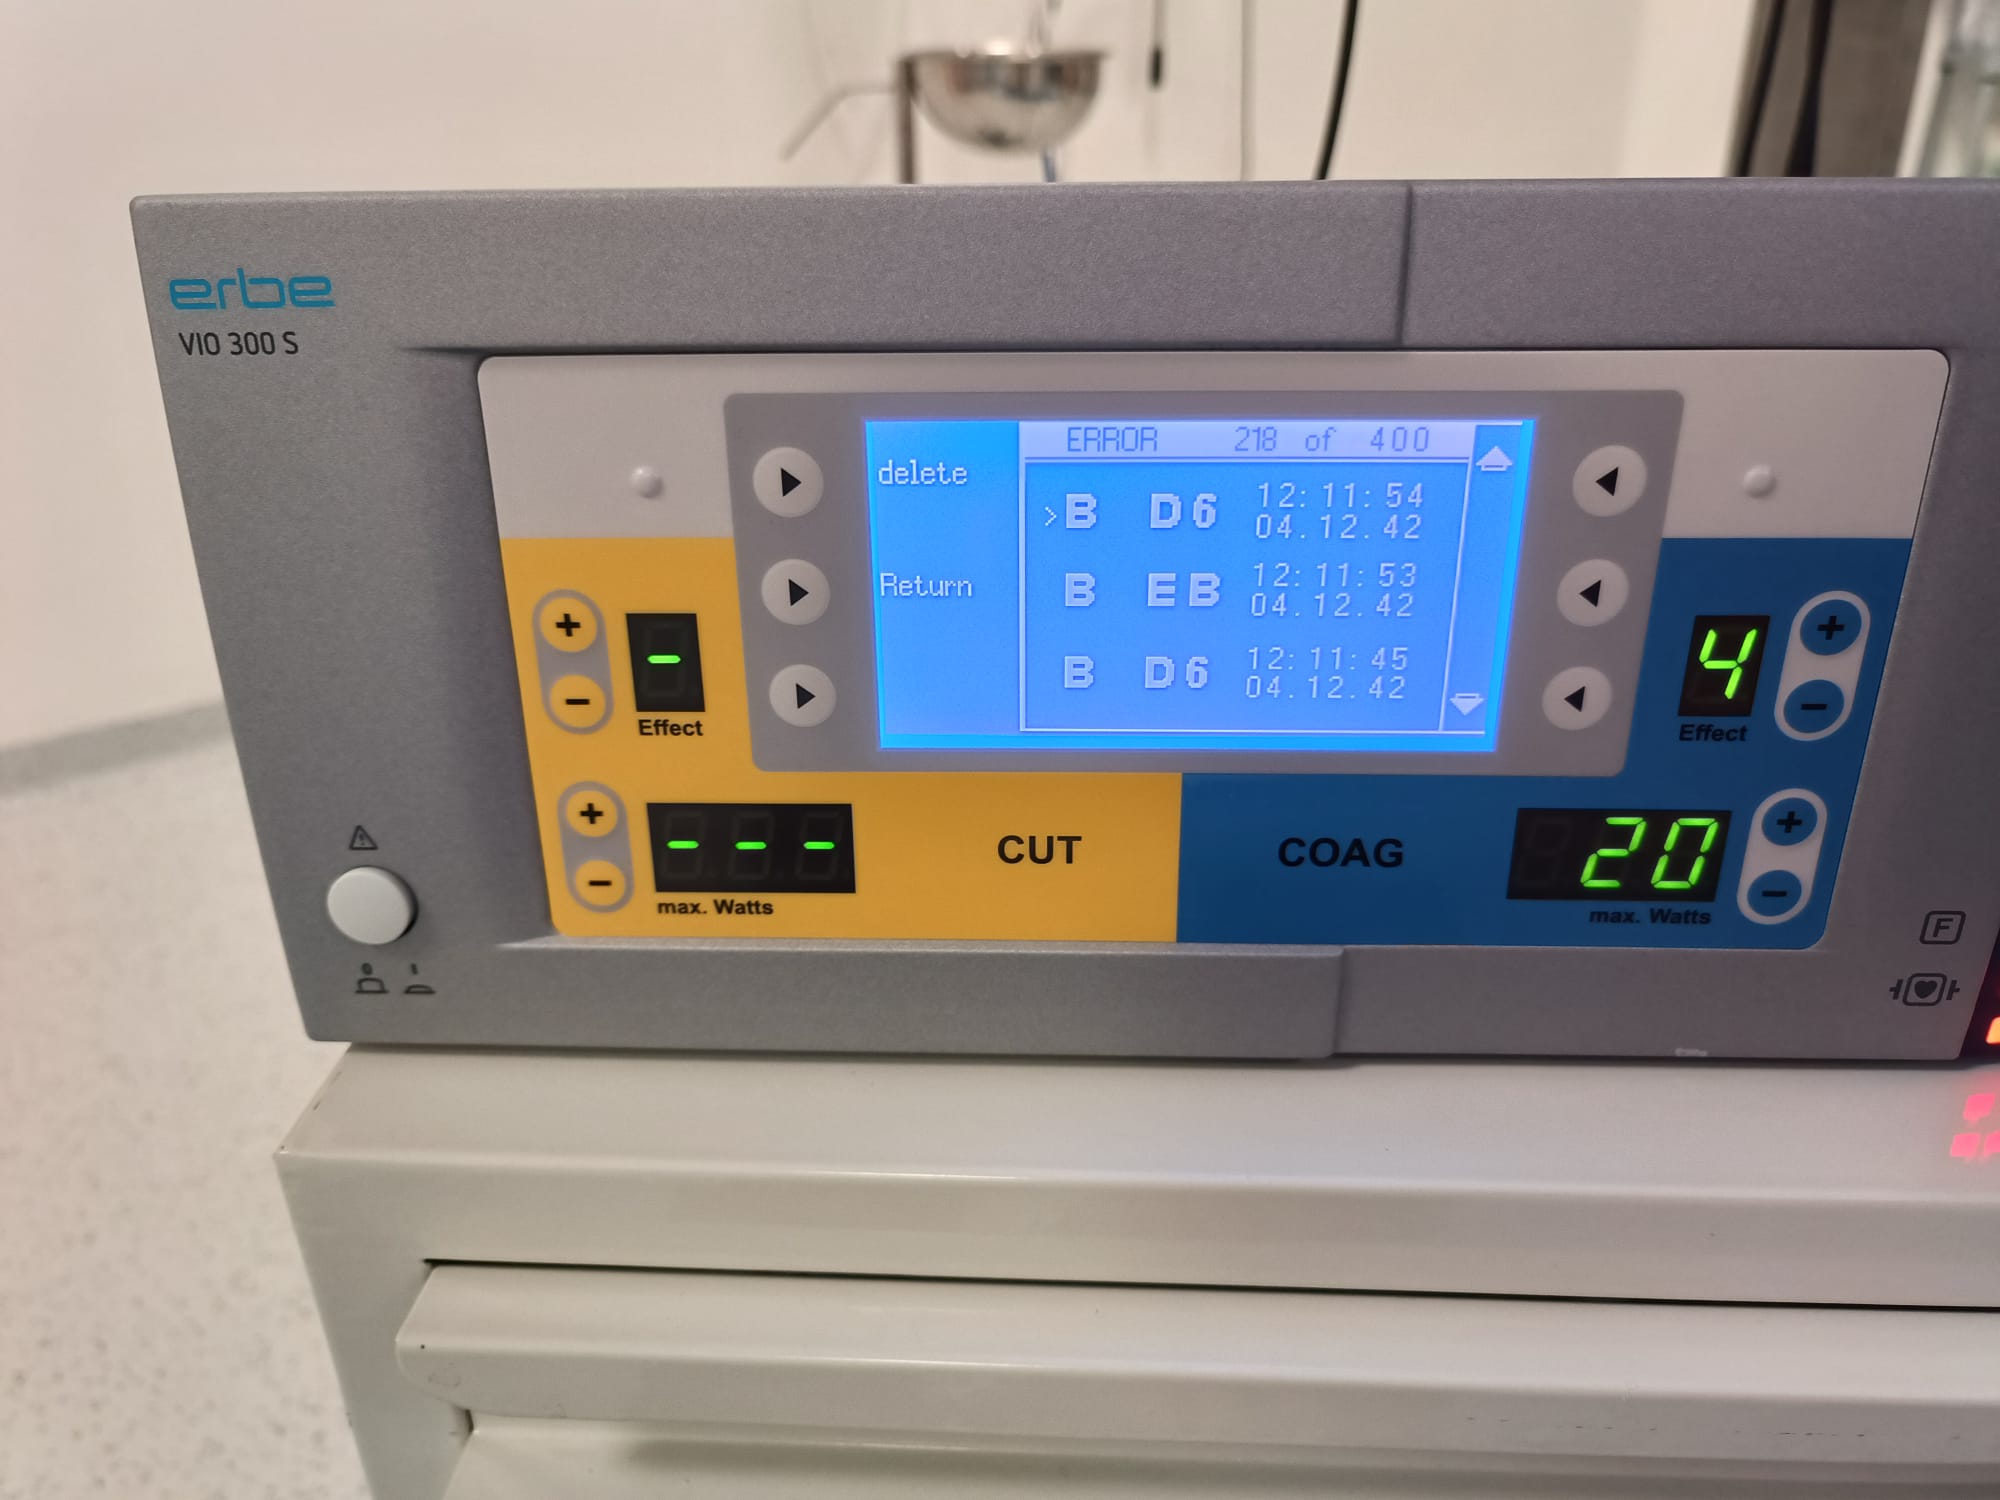 erbe
VIO 300 S
ERROR 218 of 400
delete
>B D6 12:11:54
04.12.42
Return
B EB 12:11:53
04.12.42
B D6 12:11:45
04.12.42
+
-
-
Effect
4
Effect
+
-
+
-
- - -
max. Watts
CUT
COAG
20
max. Watts
+
-
F